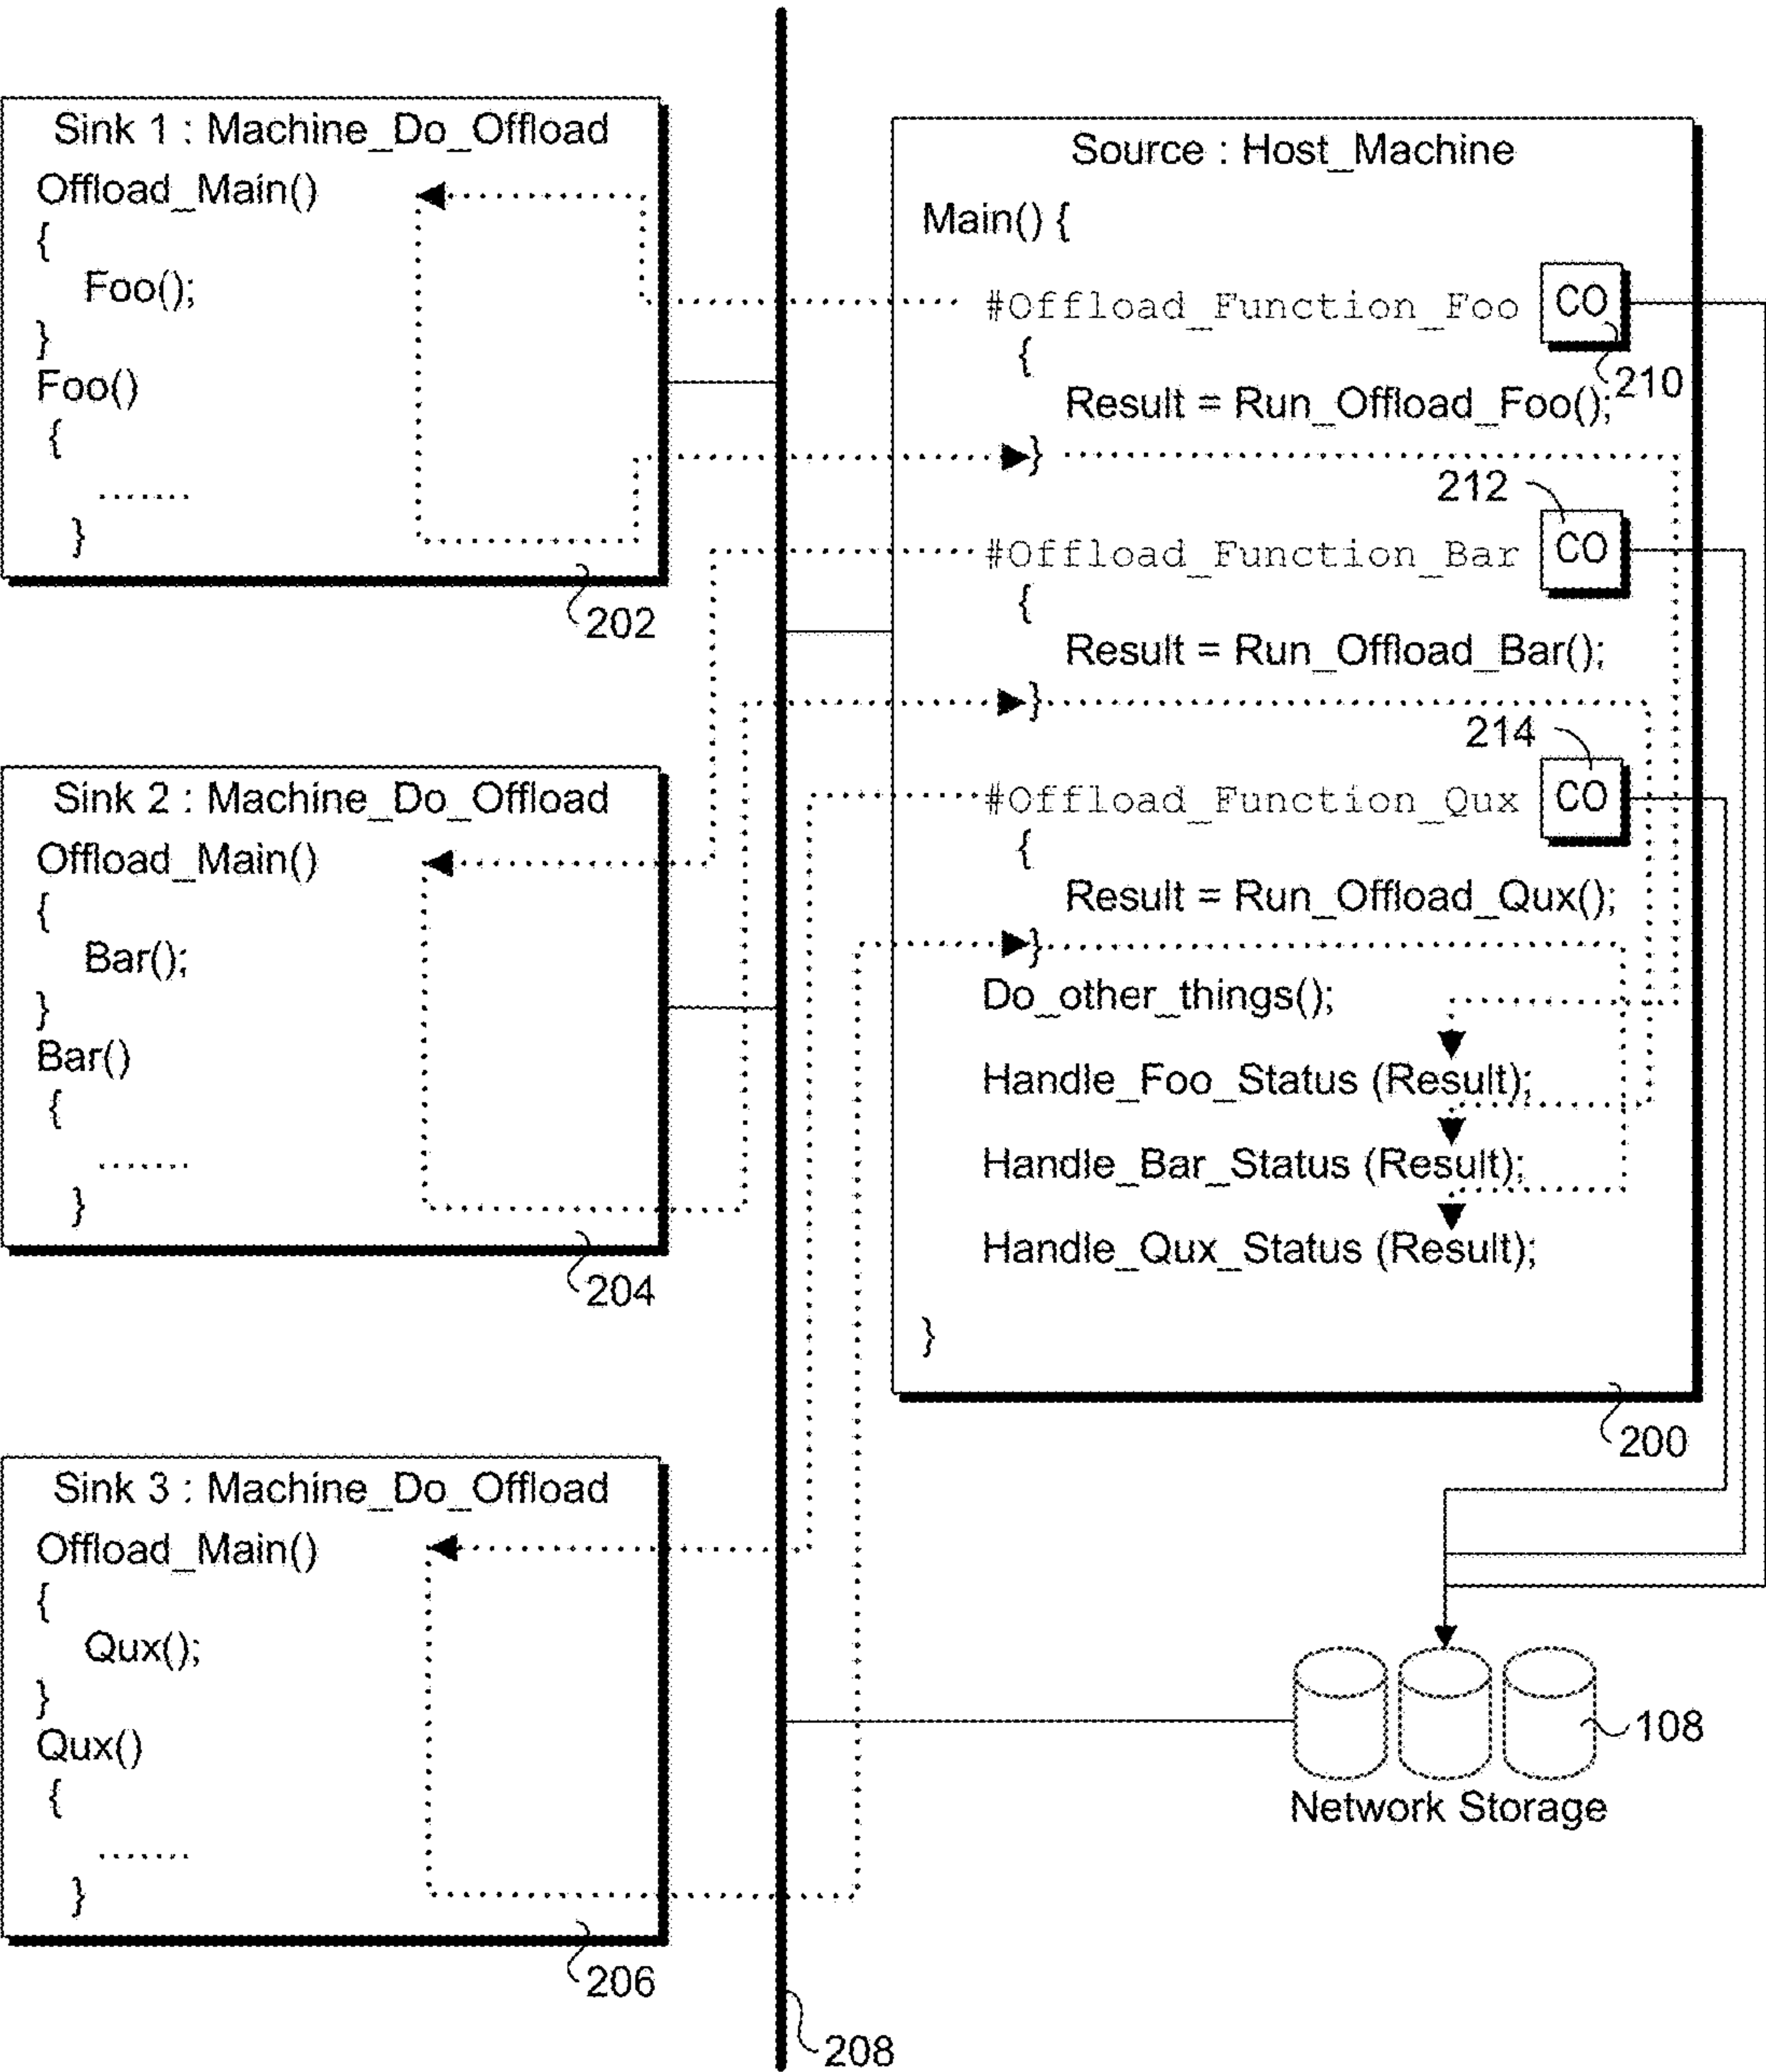 Sink 1 : Machine_Do_Offload
Offload_Main()
{
Foo();
}
Foo()
{
.......
}
202
Sink 2 : Machine_Do_Offload
Offload_Main()
{
Bar();
}
Bar()
{
.......
}
204
Sink 3 : Machine_Do_Offload
Offload_Main()
{
Qux();
}
Qux()
{
.......
}
206
208
Source : Host_Machine
Main() {
#Offload_Function_Foo CO
210
{
Result = Run_Offload_Foo();
}
212
#Offload_Function_Bar CO
{
Result = Run_Offload_Bar();
}
214
#Offload_Function_Qux CO
{
Result = Run_Offload_Qux();
}
Do_other_things();
Handle_Foo_Status (Result);
Handle_Bar_Status (Result);
Handle_Qux_Status (Result);
}
200
108
Network Storage